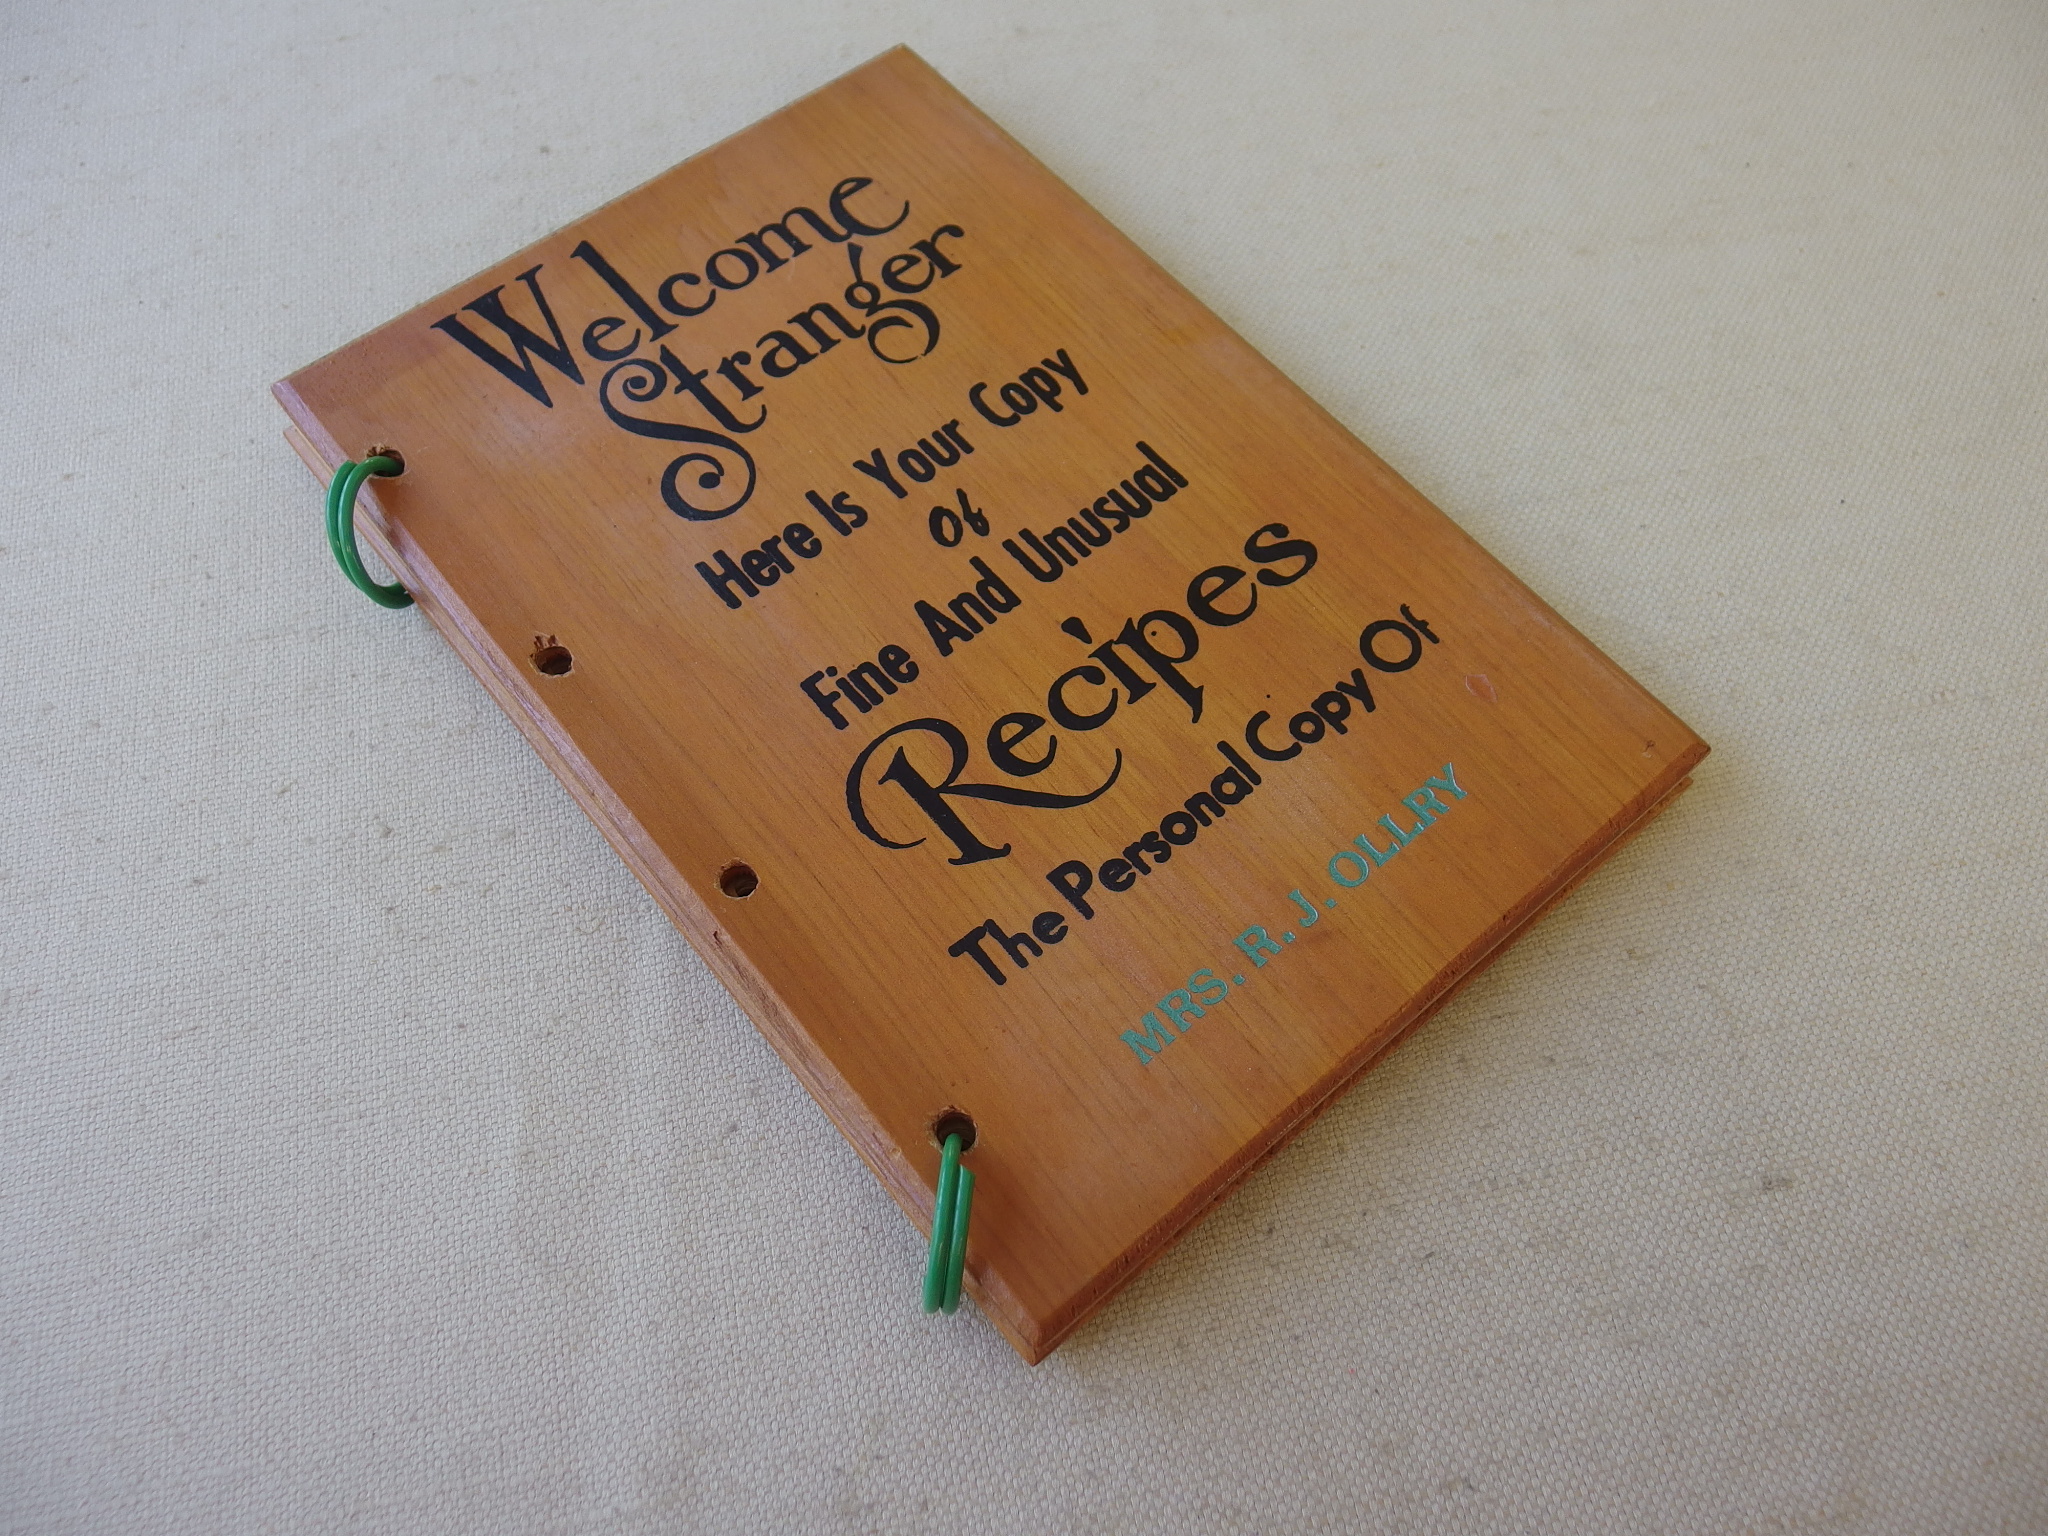 Welcome
Stranger
Here Is Your Copy
Of
Fine And Unusual
Recipes
The Personal Copy Of
MRS. R. J. OLLRY